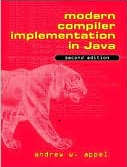 modern
compiler
implementation
in Java
second edition
andrew w. appel